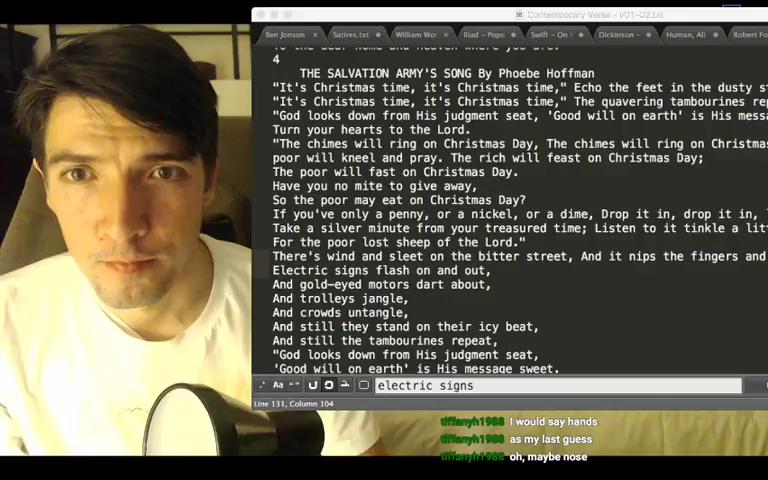 Contemporary Verse - v01-02.txt
Ben Jonson
Satires.txt
William Wo
Iliad - Pope
Swift - On
Dickinson -
Human, All
Robert Fo
To the dear home and heaven where you are.
4
THE SALVATION ARMY'S SONG By Phoebe Hoffman
"It's Christmas time, it's Christmas time," Echo the feet in the dusty s
"It's Christmas time, it's Christmas time," The quavering tambourines rep
"God looks down from His judgment seat, 'Good will on earth' is His messa
Turn your hearts to the Lord.
"The chimes will ring on Christmas Day, The chimes will ring on Christmas
poor will kneel and pray. The rich will feast on Christmas Day;
The poor will fast on Christmas Day.
Have you no mite to give away,
So the poor may eat on Christmas Day?
If you've only a penny, or a nickel, or a dime, Drop it in, drop it in,
Take a silver minute from your treasured time; Listen to it tinkle a lit
For the poor lost sheep of the Lord."
There's wind and sleet on the bitter street, And it nips the fingers and
Electric signs flash on and out,
And gold-eyed motors dart about,
And trolleys jangle,
And crowds untangle,
And still they stand on their icy beat,
And still the tambourines repeat,
"God looks down from His judgment seat,
'Good will on earth' is His message sweet.
.* Aa "" electric signs
Line 131, Column 104
tiffanyh1988 I would say hands
tiffanyh1988 as my last guess
tiffanyh1988 oh, maybe nose